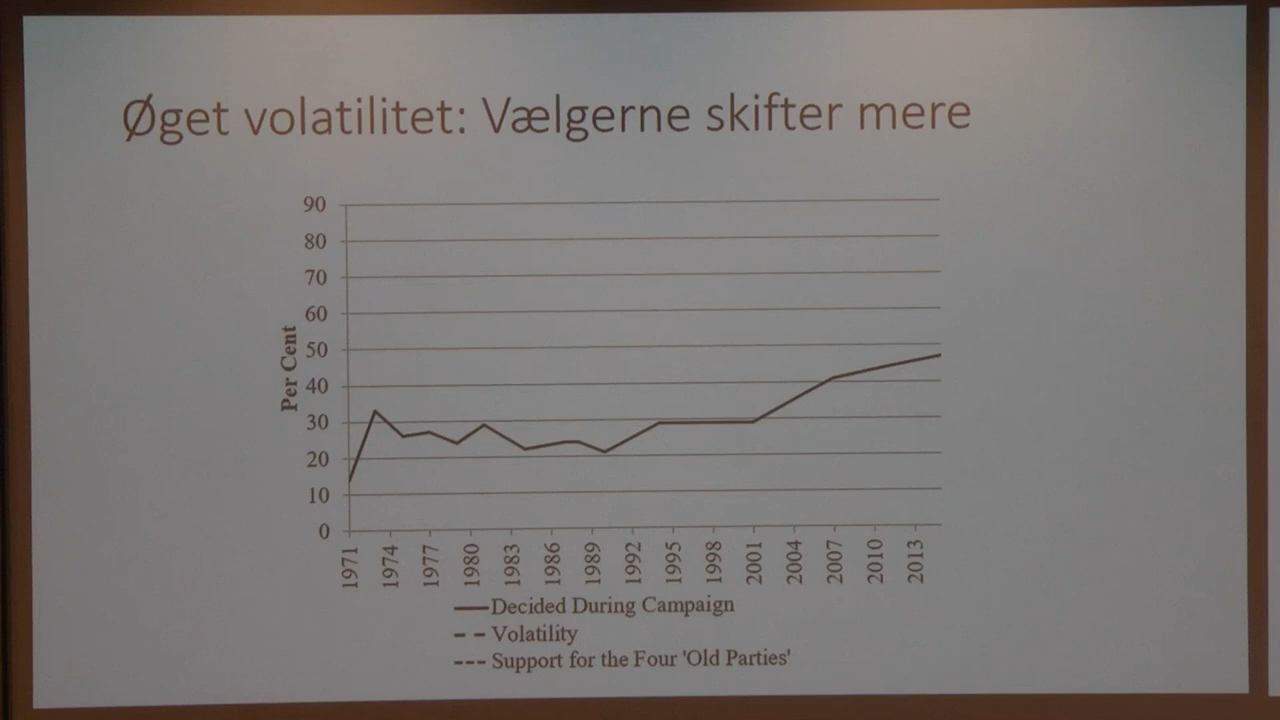 Øget volatilitet: Vælgerne skifter mere
90
80
70
60
50
40
30
20
10
0
Per Cent
1971 1974 1977 1980 1983 1986 1989 1992 1995 1998 2001 2004 2007 2010 2013
Decided During Campaign
Volatility
Support for the Four 'Old Parties'